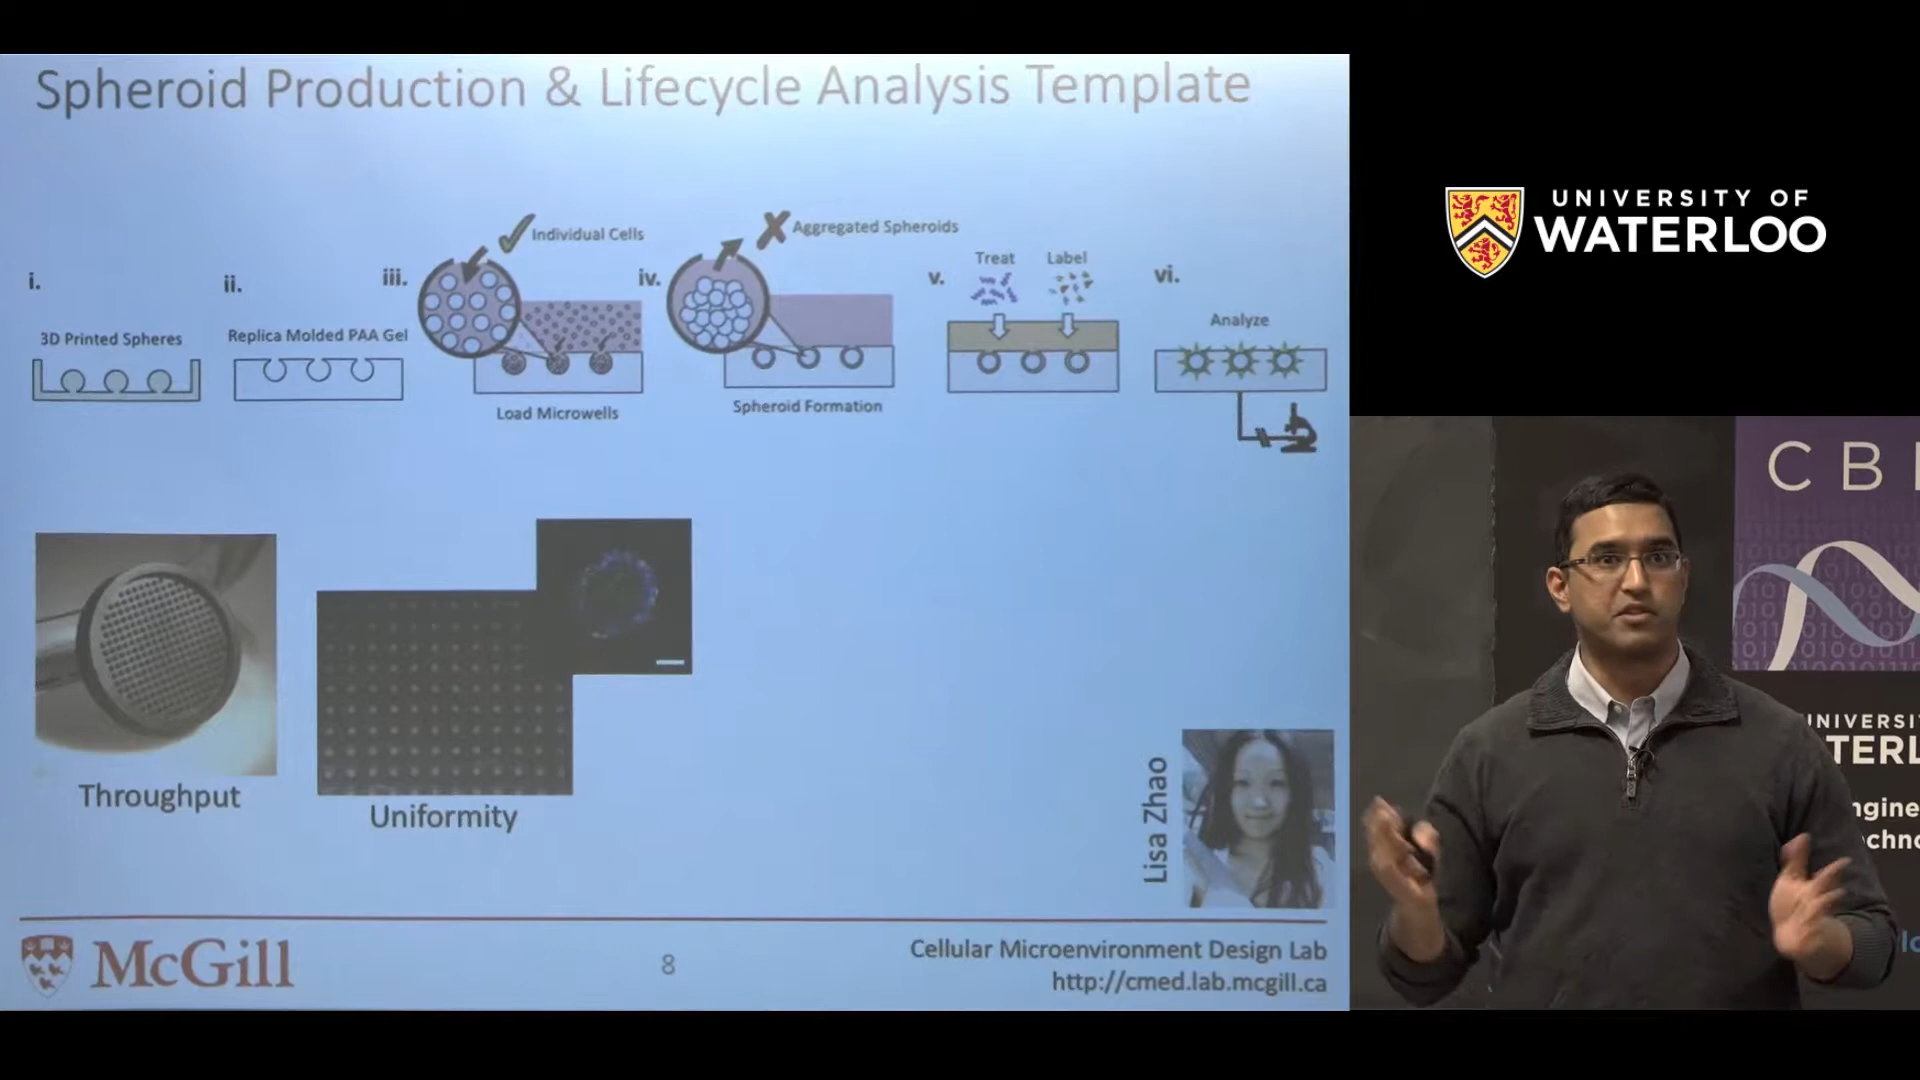 Spheroid Production & Lifecycle Analysis Template
i.
3D Printed Spheres
ii.
Replica Molded PAA Gel
iii.
Individual Cells
Load Microwells
iv.
Aggregated Spheroids
Spheroid Formation
v.
Treat
Label
vi.
Analyze
Throughput
Uniformity
Lisa Zhao
McGill
8
Cellular Microenvironment Design Lab
http://cmed.lab.mcgill.ca
UNIVERSITY OF
WATERLOO
CB